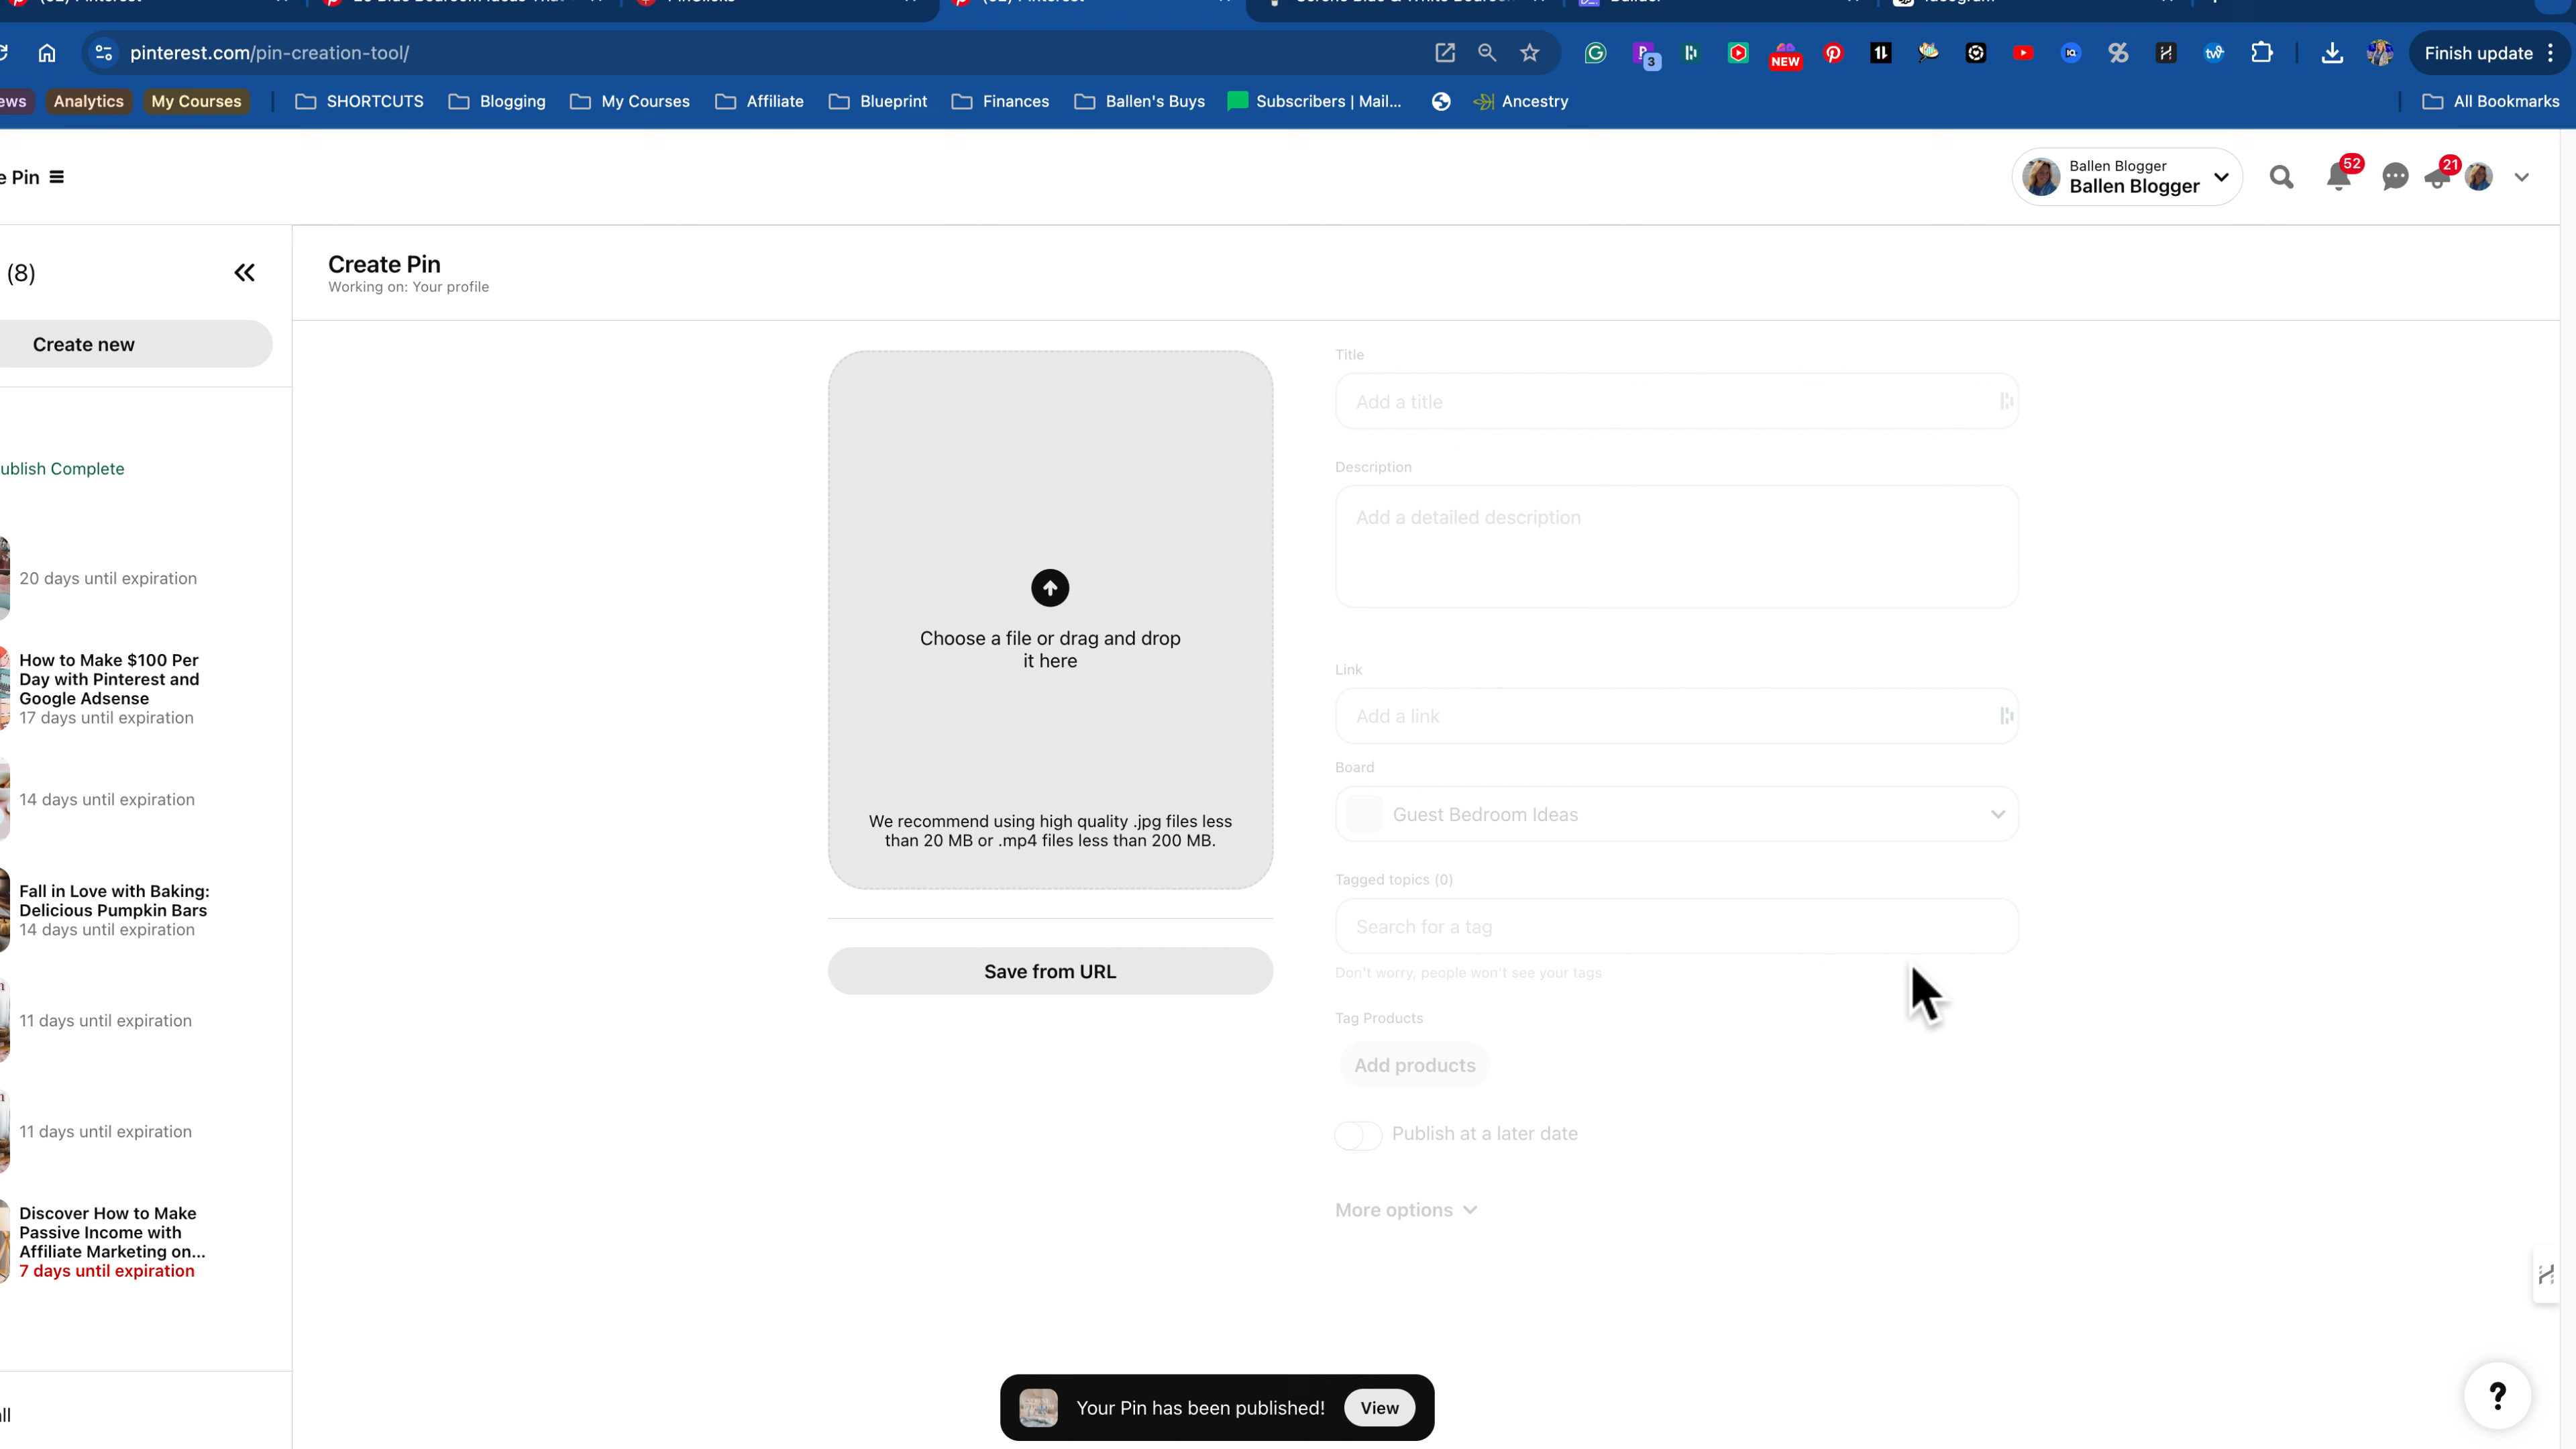 pinterest.com/pin-creation-tool/
3
NEW
Finish update
ews
Analytics
My Courses
SHORTCUTS
Blogging
My Courses
Affiliate
Blueprint
Finances
Ballen's Buys
Subscribers | Mail...
Ancestry
All Bookmarks
e Pin
Ballen Blogger
Ballen Blogger
52
21
(8)
Create Pin
Working on: Your profile
Create new
ublish Complete
20 days until expiration
How to Make $100 Per
Day with Pinterest and
Google Adsense
17 days until expiration
14 days until expiration
Fall in Love with Baking:
Delicious Pumpkin Bars
14 days until expiration
11 days until expiration
11 days until expiration
Discover How to Make
Passive Income with
Affiliate Marketing on...
7 days until expiration
ll
Choose a file or drag and drop
it here
We recommend using high quality .jpg files less
than 20 MB or .mp4 files less than 200 MB.
Save from URL
Title
Add a title
Description
Add a detailed description
Link
Add a link
Board
Guest Bedroom Ideas
Tagged topics (0)
Search for a tag
Don't worry, people won't see your tags
Tag Products
Add products
Publish at a later date
More options
Your Pin has been published!
View
?